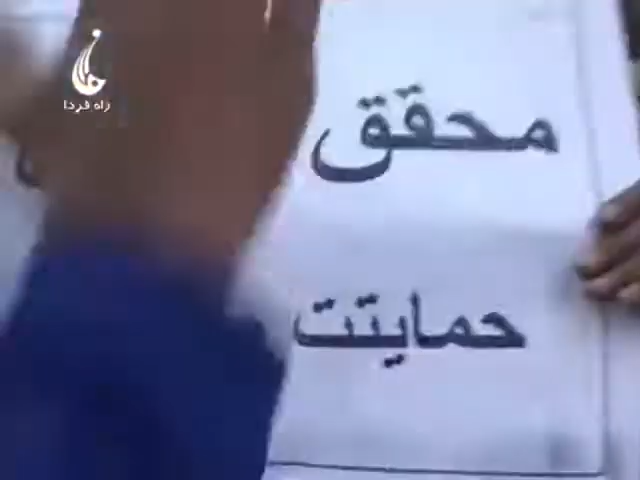 راه فردا
محقق
حمایتت